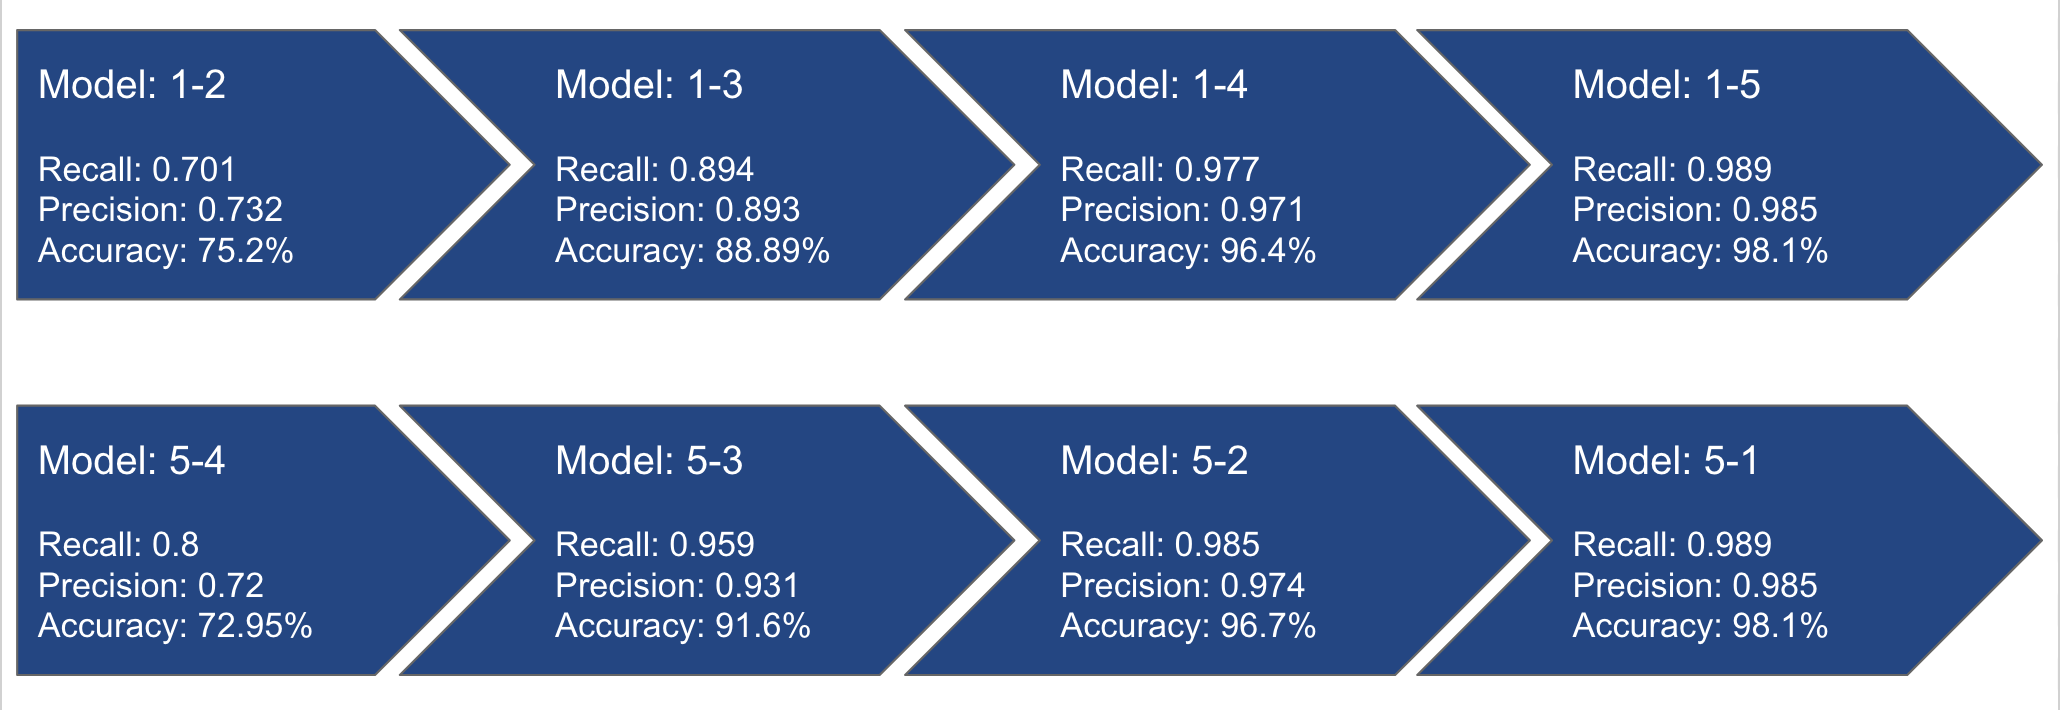 Model: 1-2
Recall: 0.701
Precision: 0.732
Accuracy: 75.2%
Model: 1-3
Recall: 0.894
Precision: 0.893
Accuracy: 88.89%
Model: 1-4
Recall: 0.977
Precision: 0.971
Accuracy: 96.4%
Model: 1-5
Recall: 0.989
Precision: 0.985
Accuracy: 98.1%
Model: 5-4
Recall: 0.8
Precision: 0.72
Accuracy: 72.95%
Model: 5-3
Recall: 0.959
Precision: 0.931
Accuracy: 91.6%
Model: 5-2
Recall: 0.985
Precision: 0.974
Accuracy: 96.7%
Model: 5-1
Recall: 0.989
Precision: 0.985
Accuracy: 98.1%